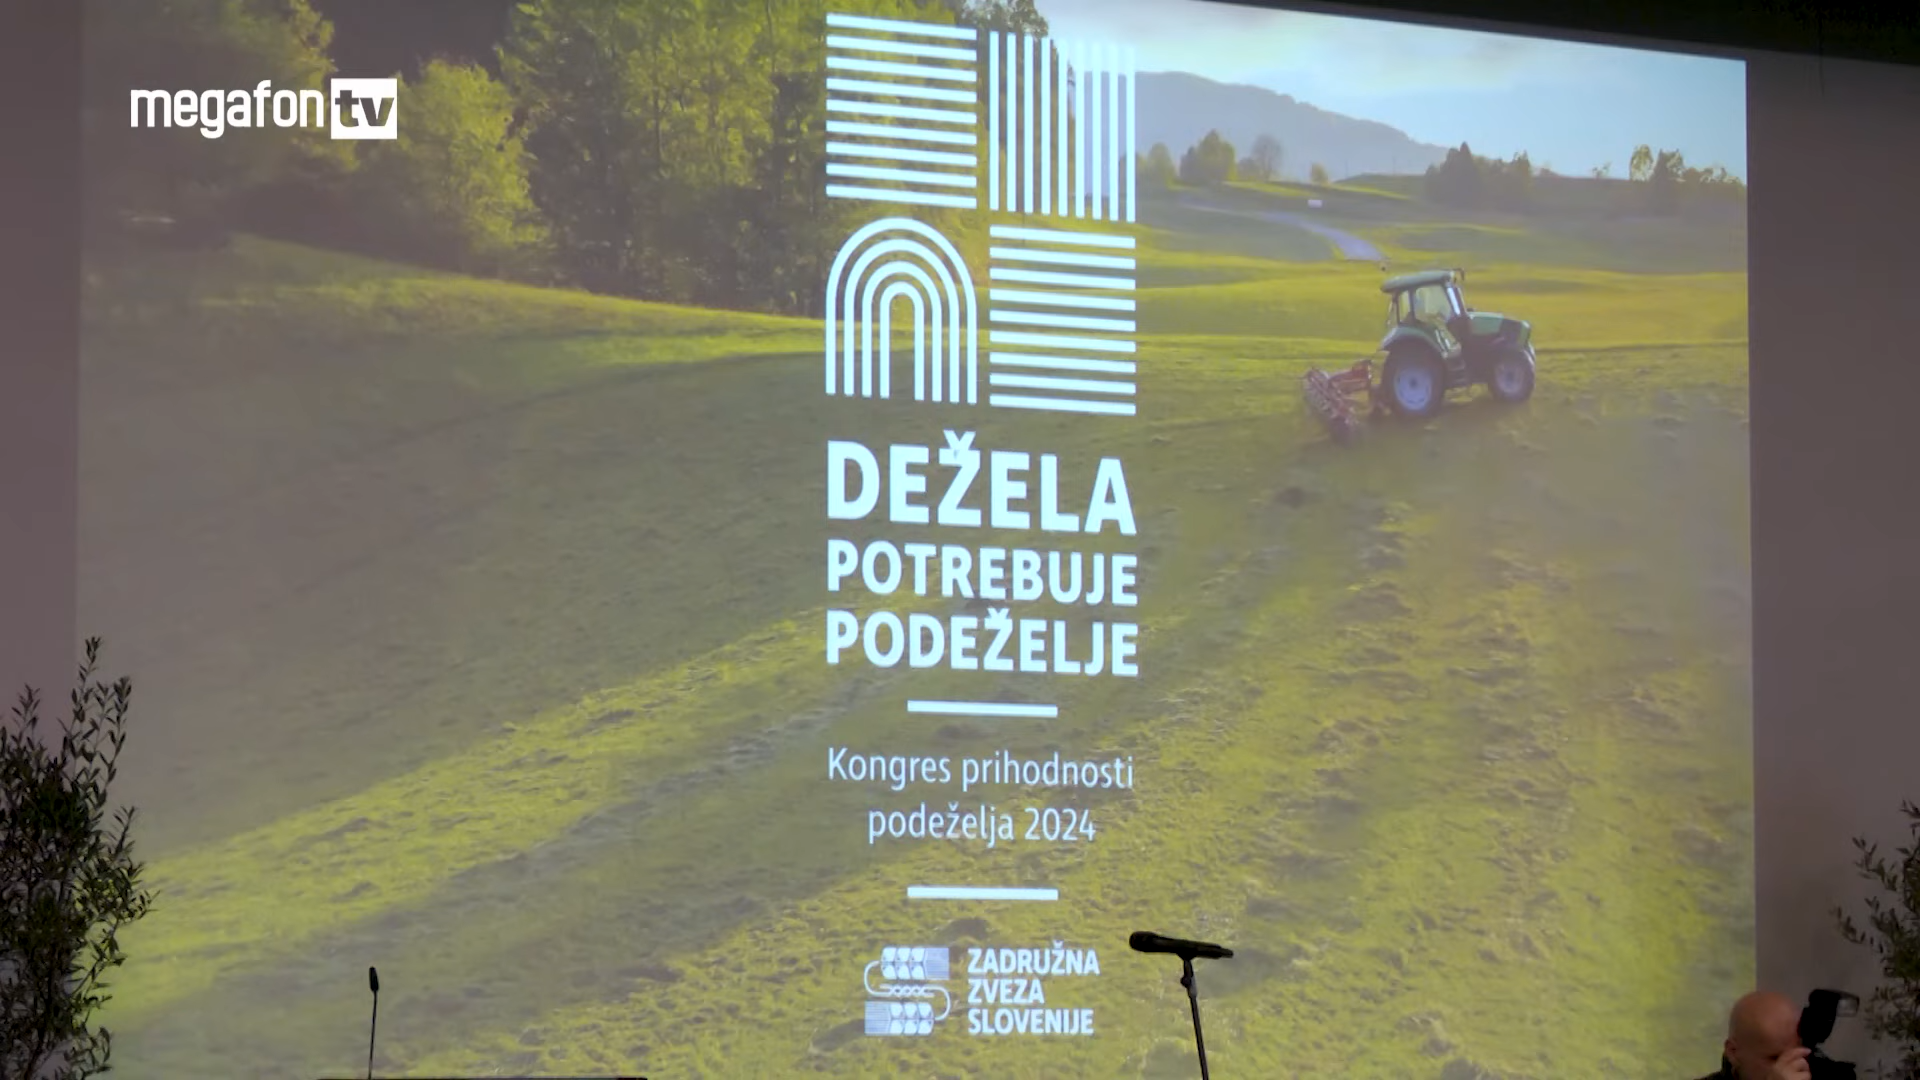 megafon tv
DEŽELA
POTREBUJE
PODEŽELJE
Kongres prihodnosti
podeželja 2024
ZADRUŽNA
ZVEZA
SLOVENIJE